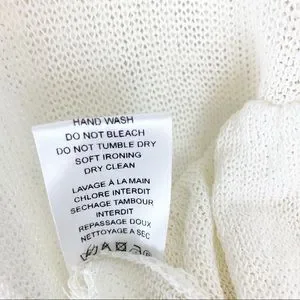 HAND WASH
DO NOT BLEACH
DO NOT TUMBLE DRY
SOFT IRONING
DRY CLEAN
LAVAGE À LA MAIN
CHLORE INTERDIT
SECHAGE TAMBOUR
INTERDIT
REPASSAGE DOUX
NETTOYAGE A SEC